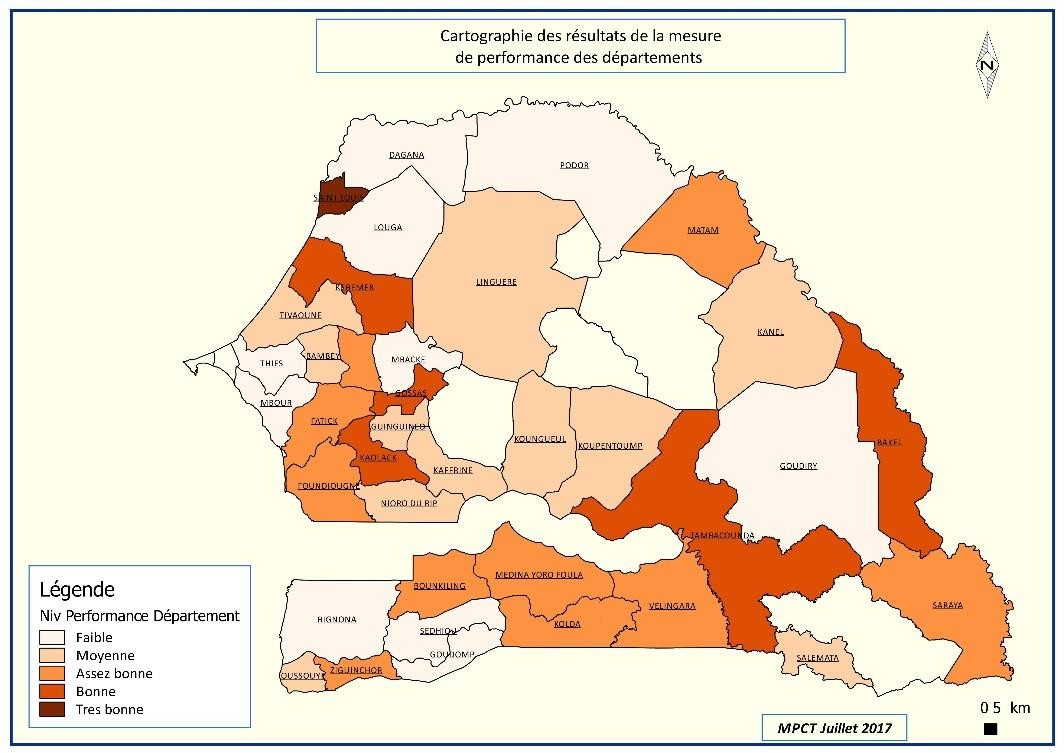 Cartographie des résultats de la mesure
de performance des départements
N
DAGANA
PODOR
SAINT LOUIS
LOUGA
MATAM
LINGUERE
KEBEMER
TIVAOUNE
KANEL
THIES
BAMBEY
MBACKE
GOSSAS
MBOUR
FATICK
GUINGUINEO
KOUNGUEUL
KOUPENTOUMP
BAKEL
KAOLACK
KAFFRINE
GOUDIRY
FOUNDIOUGNE
NIORO DU RIP
TAMBACOUNDA
MEDINA YORO FOULA
BOUNKILING
VELINGARA
SARAYA
BIGNONA
KOLDA
SEDHIOU
GOUDOMP
SALEMATA
OUSSOUY
ZIGUINCHOR
Légende
Niv Performance Département
Faible
Moyenne
Assez bonne
Bonne
Tres bonne
0 5 km
MPCT Juillet 2017